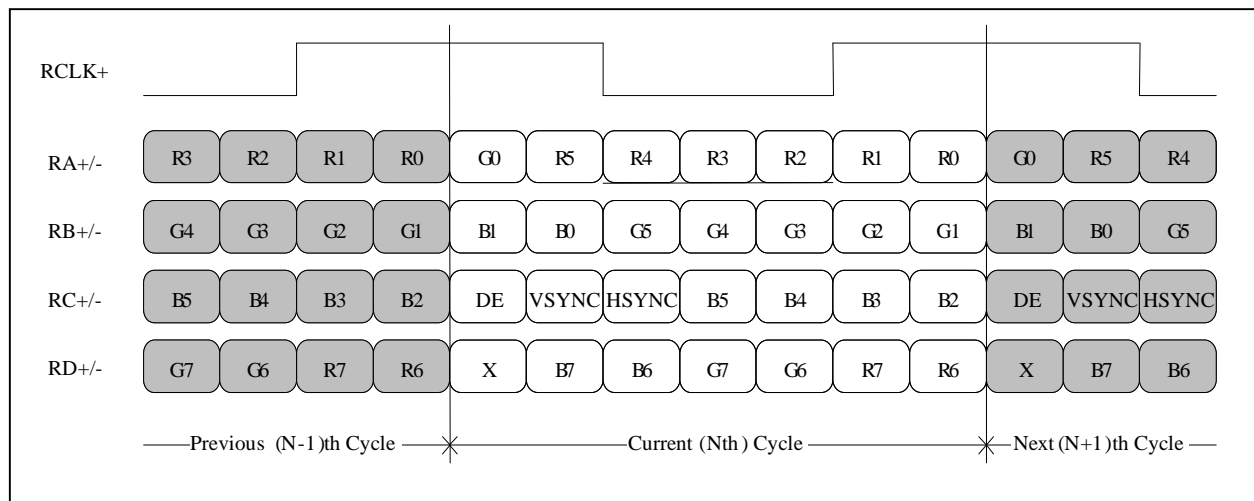 RCLK+
RA+/- R3 R2 R1 R0 G0 R5 R4 R3 R2 R1 R0 G0 R5 R4
RB+/- G4 G3 G2 G1 B1 B0 G5 G4 G3 G2 G1 B1 B0 G5
RC+/- B5 B4 B3 B2 DE VSYNC HSYNC B5 B4 B3 B2 DE VSYNC HSYNC
RD+/- G7 G6 R7 R6 X B7 B6 G7 G6 R7 R6 X B7 B6
Previous (N-1)th Cycle Current (Nth) Cycle Next (N+1)th Cycle